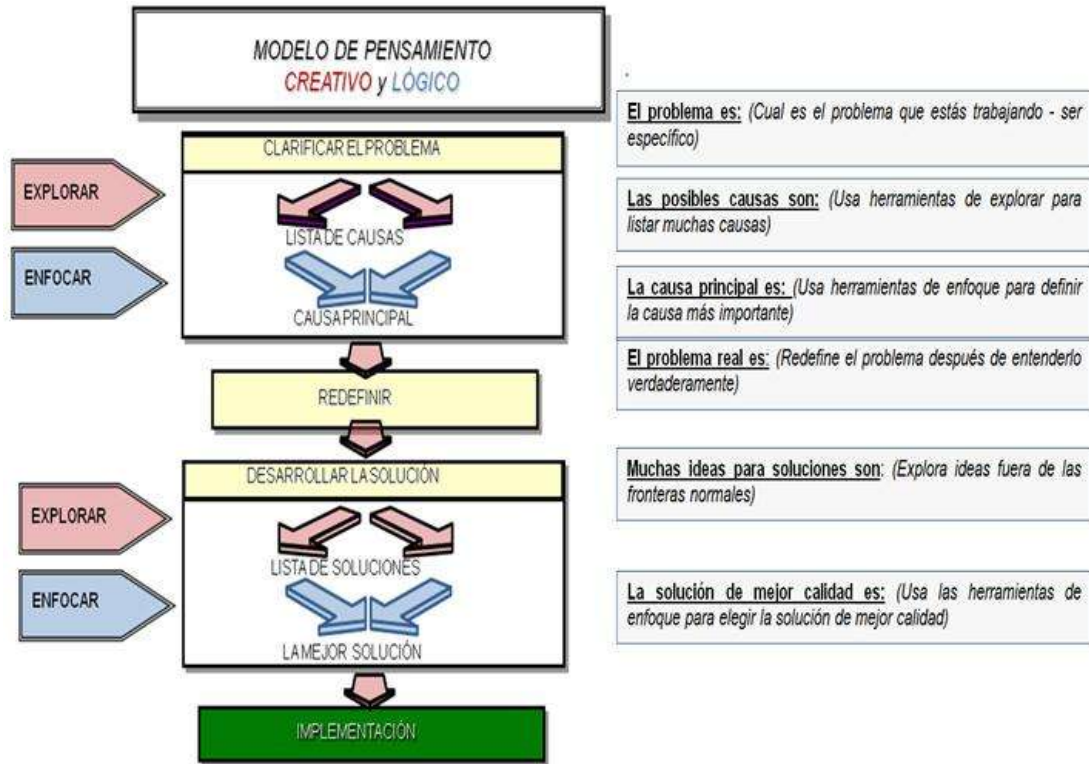 MODELO DE PENSAMIENTO
CREATIVO y LÓGICO
EXPLORAR
ENFOCAR
CLARIFICAR EL PROBLEMA
LISTA DE CAUSAS
CAUSA PRINCIPAL
REDEFINIR
EXPLORAR
ENFOCAR
DESARROLLAR LA SOLUCIÓN
LISTA DE SOLUCIONES
LA MEJOR SOLUCIÓN
IMPLEMENTACIÓN
El problema es: (Cual es el problema que estás trabajando - ser
específico)
Las posibles causas son: (Usa herramientas de explorar para
listar muchas causas)
La causa principal es: (Usa herramientas de enfoque para definir
la causa más importante)
El problema real es: (Redefine el problema después de entenderlo
verdaderamente)
Muchas ideas para soluciones son: (Explora ideas fuera de las
fronteras normales)
La solución de mejor calidad es: (Usa las herramientas de
enfoque para elegir la solución de mejor calidad)